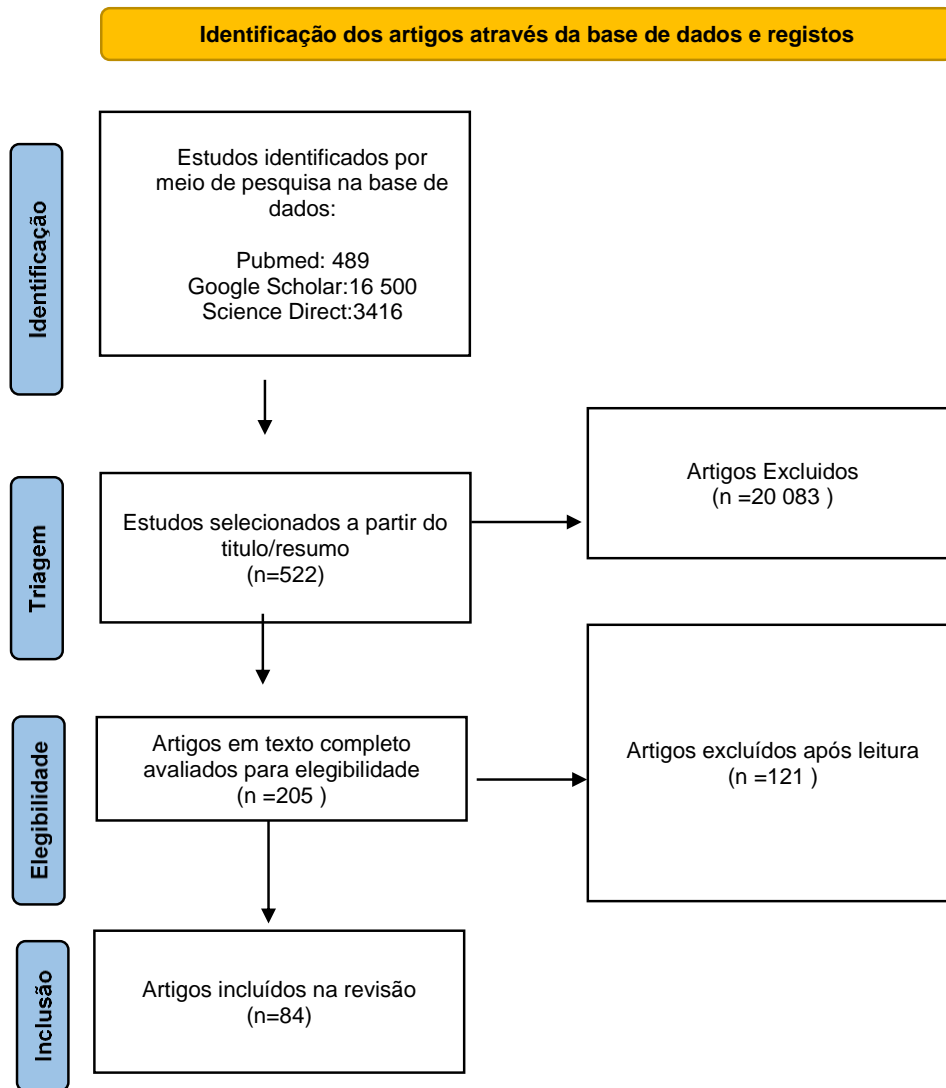 Identificação dos artigos através da base de dados e registos
Identificação
Estudos identificados por
meio de pesquisa na base de
dados:
Pubmed: 489
Google Scholar:16 500
Science Direct:3416
Triagem
Estudos selecionados a partir do
titulo/resumo
(n=522)
Artigos Excluidos
(n =20 083 )
Elegibilidade
Artigos em texto completo
avaliados para elegibilidade
(n =205 )
Artigos excluídos após leitura
(n =121 )
Inclusão
Artigos incluídos na revisão
(n=84)